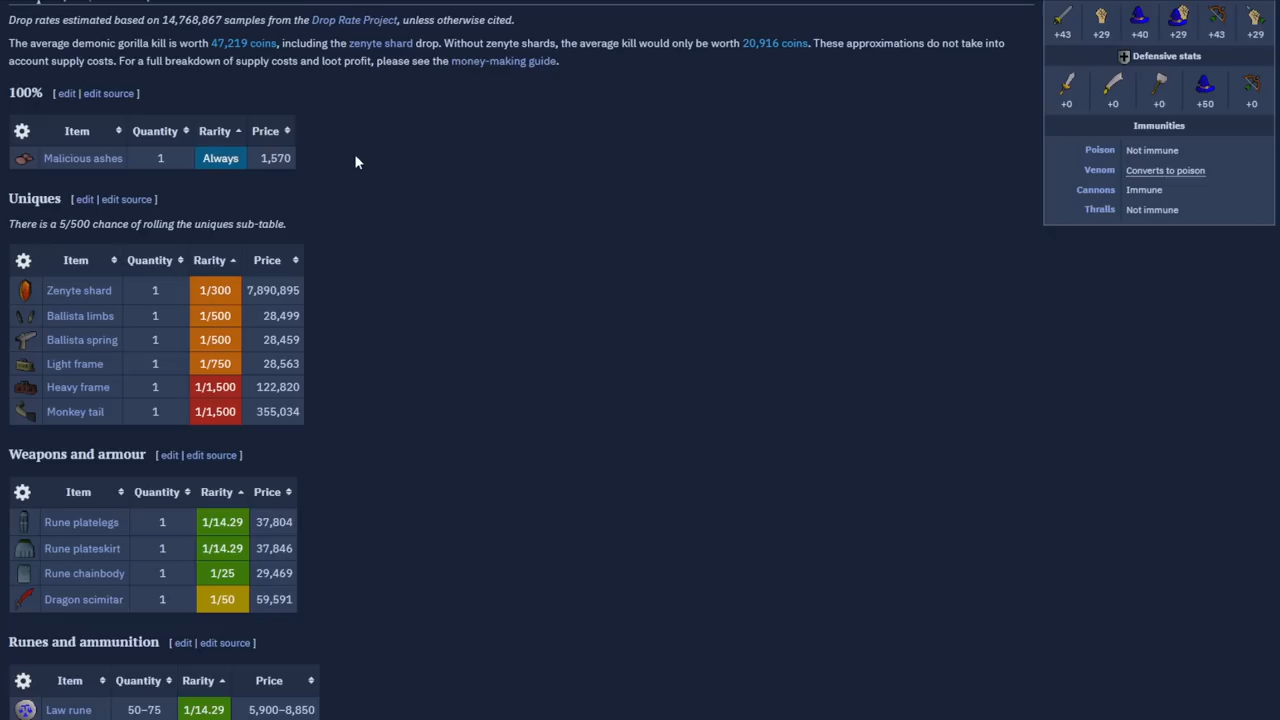 Drop rates estimated based on 14,768,867 samples from the Drop Rate Project, unless otherwise cited.
The average demonic gorilla kill is worth 47,219 coins, including the zenyte shard drop. Without zenyte shards, the average kill would only be worth 20,916 coins. These approximations do not take into
account supply costs. For a full breakdown of supply costs and loot profit, please see the money-making guide.
100% [ edit | edit source ]
Item Quantity Rarity Price
Malicious ashes 1 Always 1,570
Uniques [ edit | edit source ]
There is a 5/500 chance of rolling the uniques sub-table.
Item Quantity Rarity Price
Zenyte shard 1 1/300 7,890,895
Ballista limbs 1 1/500 28,499
Ballista spring 1 1/500 28,459
Light frame 1 1/750 28,563
Heavy frame 1 1/1,500 122,820
Monkey tail 1 1/1,500 355,034
Weapons and armour [ edit | edit source ]
Item Quantity Rarity Price
Rune platelegs 1 1/14.29 37,804
Rune plateskirt 1 1/14.29 37,846
Rune chainbody 1 1/25 29,469
Dragon scimitar 1 1/50 59,591
Runes and ammunition [ edit | edit source ]
Item Quantity Rarity Price
Law rune 50–75 1/14.29 5,900–8,850
+43 +29 +40 +29 +43 +29
Defensive stats
+0 +0 +0 +50 +0
Immunities
Poison Not immune
Venom Converts to poison
Cannons Immune
Thralls Not immune